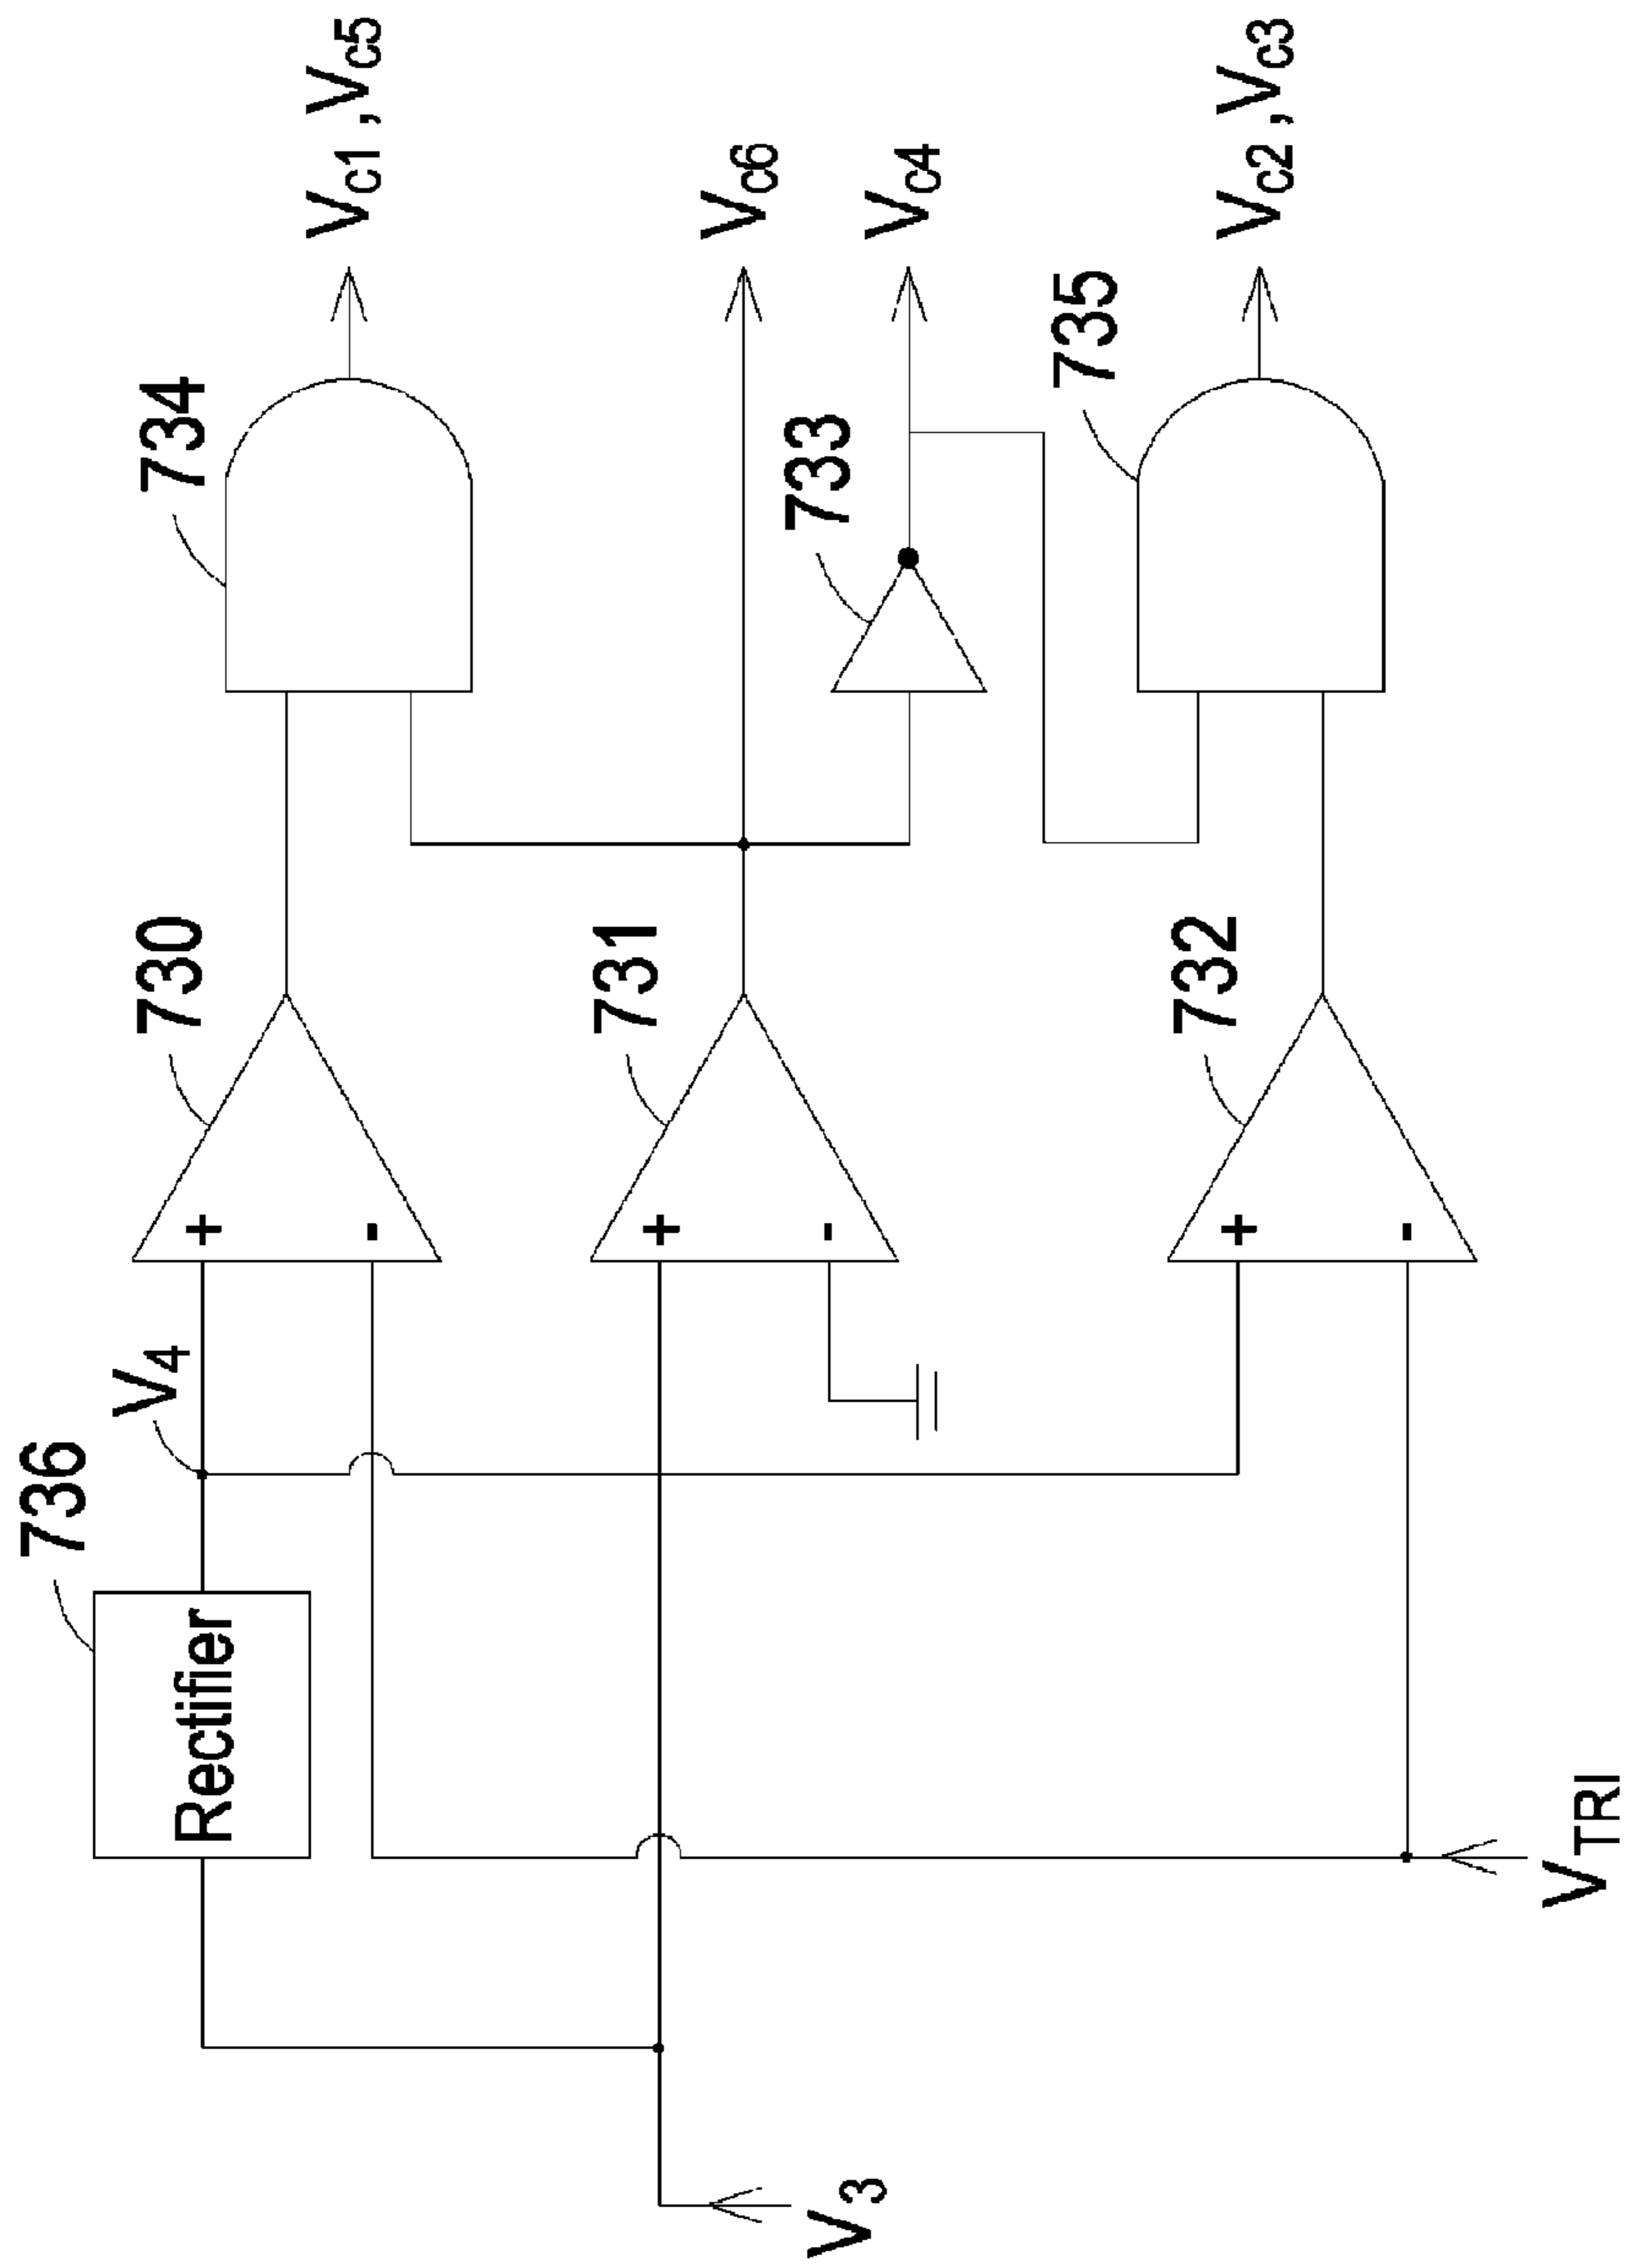 736
Rectifier
V4
730
734
Vc1,Vc5
731
Vc6
733
Vc4
732
735
Vc2,Vc3
V3
VTRI
+
-
+
-
+
-